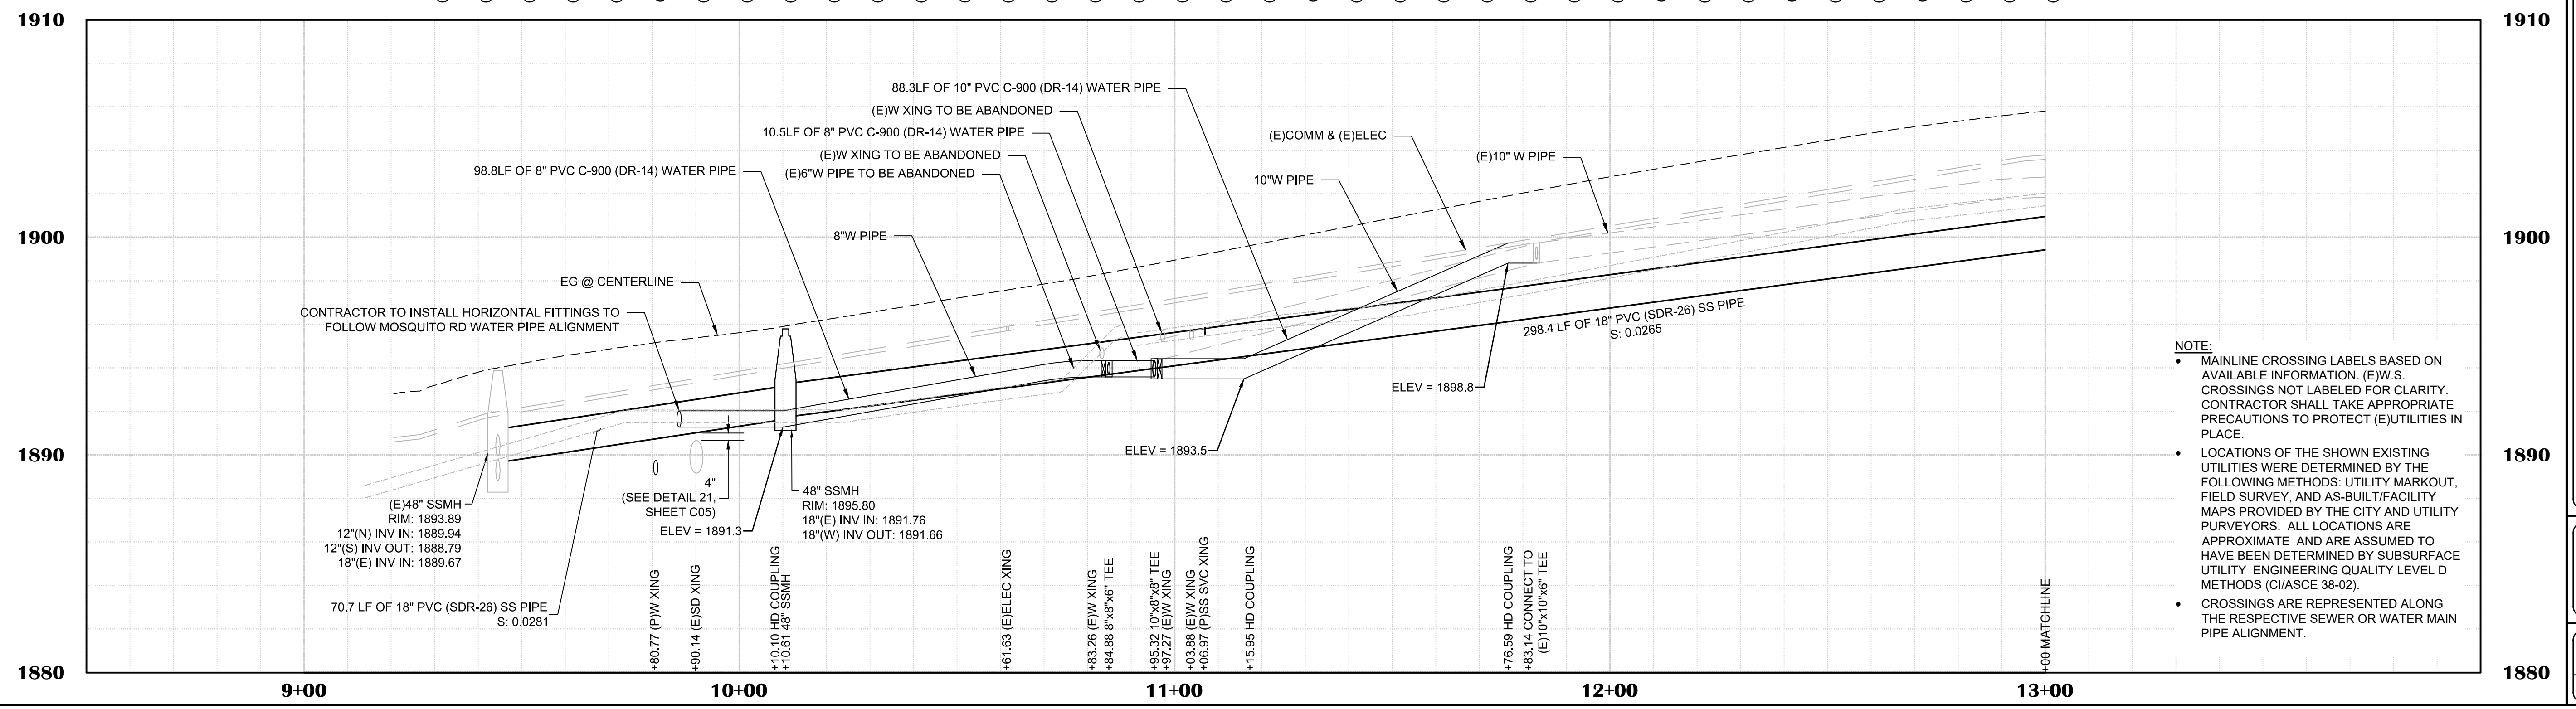 1910
1910
88.3LF OF 10" PVC C-900 (DR-14) WATER PIPE
(E)W XING TO BE ABANDONED
10.5LF OF 8" PVC C-900 (DR-14) WATER PIPE
(E)COMM & (E)ELEC
(E)W XING TO BE ABANDONED
(E)10" W PIPE
98.8LF OF 8" PVC C-900 (DR-14) WATER PIPE
(E)6"W PIPE TO BE ABANDONED
10"W PIPE
1900
8"W PIPE
1900
EG @ CENTERLINE
CONTRACTOR TO INSTALL HORIZONTAL FITTINGS TO
FOLLOW MOSQUITO RD WATER PIPE ALIGNMENT
298.4 LF OF 18" PVC (SDR-26) SS PIPE
S: 0.0265
ELEV = 1898.8
ELEV = 1893.5
1890
1890
(E)48" SSMH
RIM: 1893.89
12"(N) INV IN: 1889.94
12"(S) INV OUT: 1888.79
18"(E) INV IN: 1889.67
4"
(SEE DETAIL 21,
SHEET C05)
ELEV = 1891.3
48" SSMH
RIM: 1895.80
18"(E) INV IN: 1891.76
18"(W) INV OUT: 1891.66
70.7 LF OF 18" PVC (SDR-26) SS PIPE
S: 0.0281
+80.77 (P)W XING
+90.14 (E)SD XING
+10.10 HD COUPLING
+10.61 48" SSMH
+61.63 (E)ELEC XING
+83.26 (E)W XING
+84.88 8"x8"x6" TEE
+95.32 10"x8"x8" TEE
+97.27 (E)W XING
+03.88 (E)W XING
+06.97 (P)SS SVC XING
+15.95 HD COUPLING
+76.59 HD COUPLING
+83.14 CONNECT TO
(E)10"x10"x6" TEE
+00 MATCHLINE
NOTE:
• MAINLINE CROSSING LABELS BASED ON
AVAILABLE INFORMATION. (E)W.S.
CROSSINGS NOT LABELED FOR CLARITY.
CONTRACTOR SHALL TAKE APPROPRIATE
PRECAUTIONS TO PROTECT (E)UTILITIES IN
PLACE.
• LOCATIONS OF THE SHOWN EXISTING
UTILITIES WERE DETERMINED BY THE
FOLLOWING METHODS: UTILITY MARKOUT,
FIELD SURVEY, AND AS-BUILT/FACILITY
MAPS PROVIDED BY THE CITY AND UTILITY
PURVEYORS. ALL LOCATIONS ARE
APPROXIMATE AND ARE ASSUMED TO
HAVE BEEN DETERMINED BY SUBSURFACE
UTILITY ENGINEERING QUALITY LEVEL D
METHODS (CI/ASCE 38-02).
• CROSSINGS ARE REPRESENTED ALONG
THE RESPECTIVE SEWER OR WATER MAIN
PIPE ALIGNMENT.
1880
1880
9+00
10+00
11+00
12+00
13+00